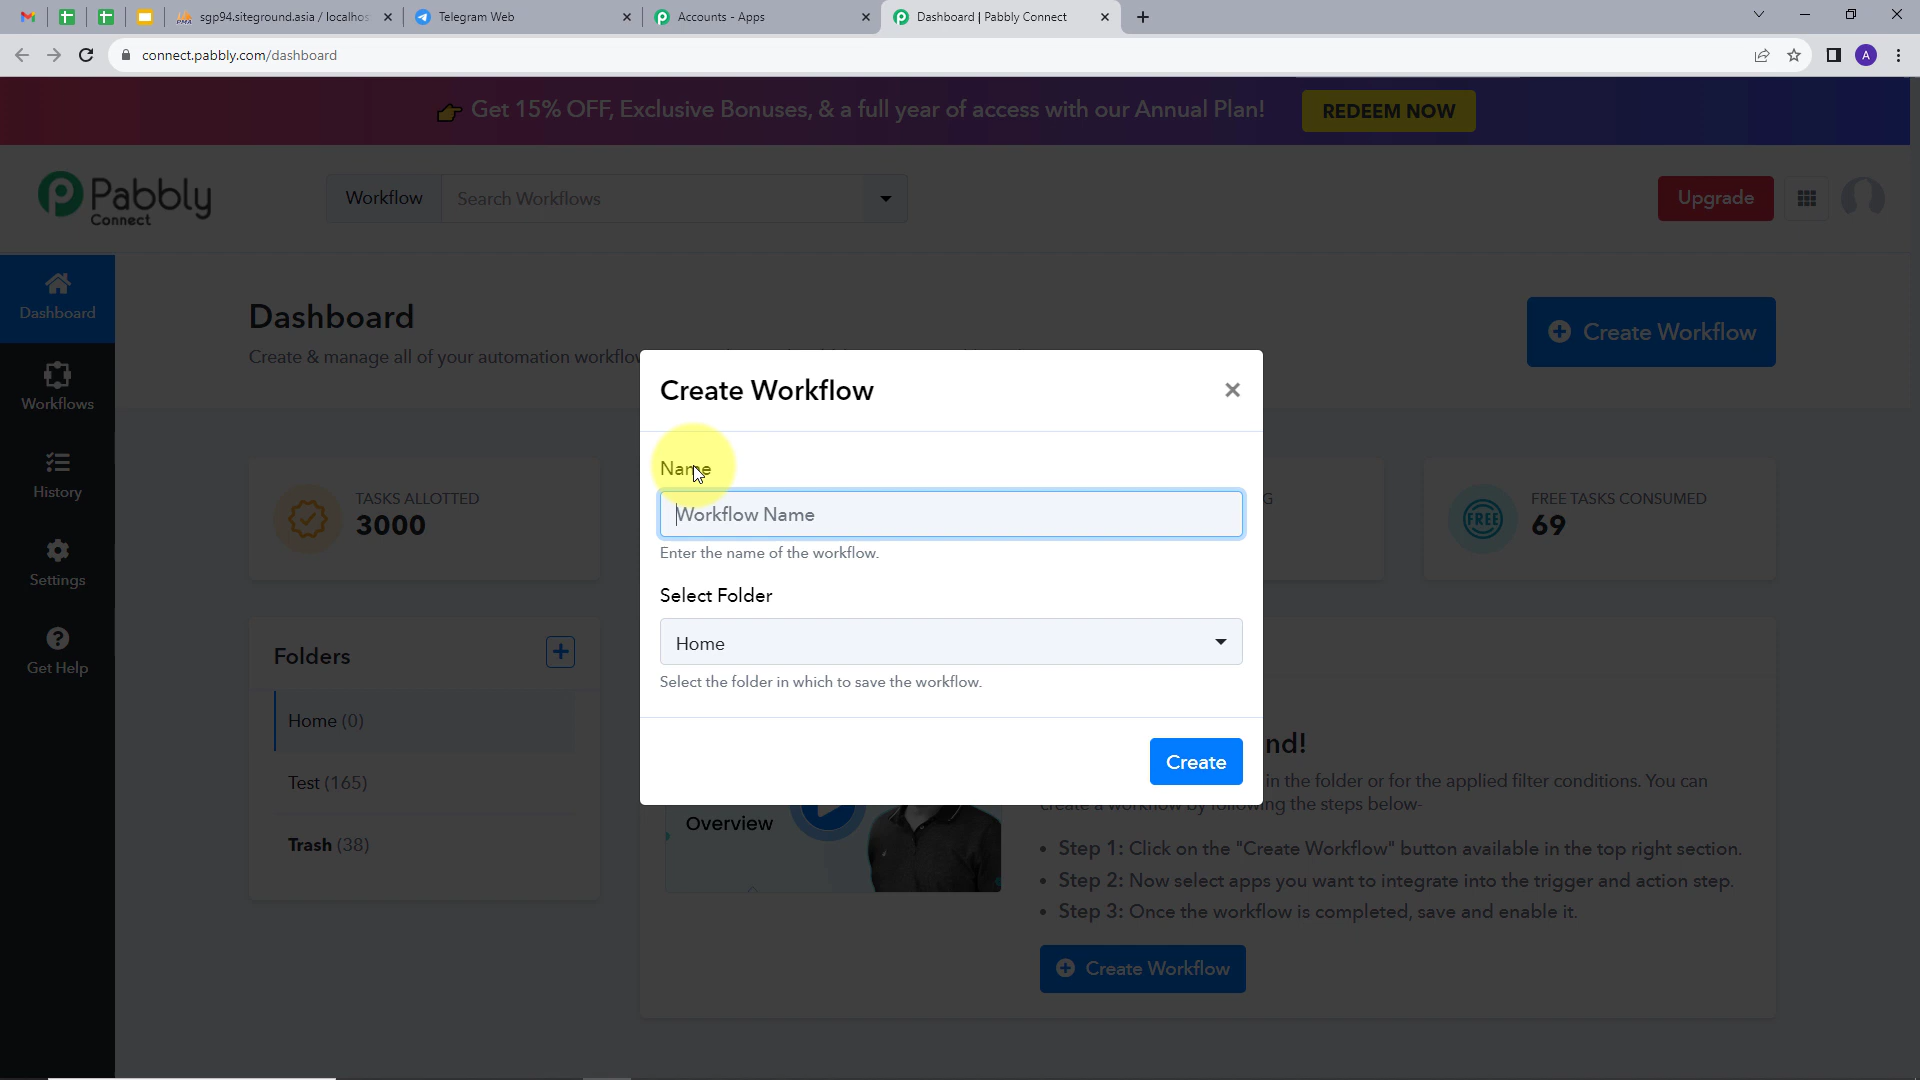 sgp94.siteground.asia / localhos
Telegram Web
Accounts - Apps
Dashboard | Pabbly Connect
connect.pabbly.com/dashboard
A
Get 15% OFF, Exclusive Bonuses, & a full year of access with our Annual Plan!
REDEEM NOW
Pabbly
Connect
Workflow
Search Workflows
Upgrade
Dashboard
Workflows
History
Settings
Get Help
Dashboard
Create & manage all of your automation workflow
Create Workflow
TASKS ALLOTTED
3000
G
FREE
FREE TASKS CONSUMED
69
Folders
Home (0)
Test (165)
Trash (38)
Create Workflow
Name
Workflow Name
Enter the name of the workflow.
Select Folder
Home
Select the folder in which to save the workflow.
Create
Overview
nd!
in the folder or for the applied filter conditions. You can
create a workflow by following the steps below-
Step 1: Click on the "Create Workflow" button available in the top right section.
Step 2: Now select apps you want to integrate into the trigger and action step.
Step 3: Once the workflow is completed, save and enable it.
Create Workflow